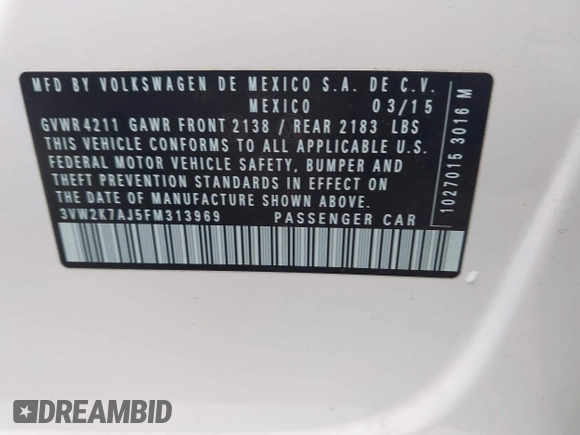 MFD BY VOLKSWAGEN DE MEXICO S.A. DE C.V.
MEXICO 03/15
GVWR 4211 GAWR FRONT 2138 / REAR 2183 LBS
THIS VEHICLE CONFORMS TO ALL APPLICABLE U.S.
FEDERAL MOTOR VEHICLE SAFETY, BUMPER AND
THEFT PREVENTION STANDARDS IN EFFECT ON THE
DATE OF MANUFACTURE SHOWN ABOVE.
3VW2K7AJ5FM313969 PASSENGER CAR
1027015 3016 M
DREAMBID